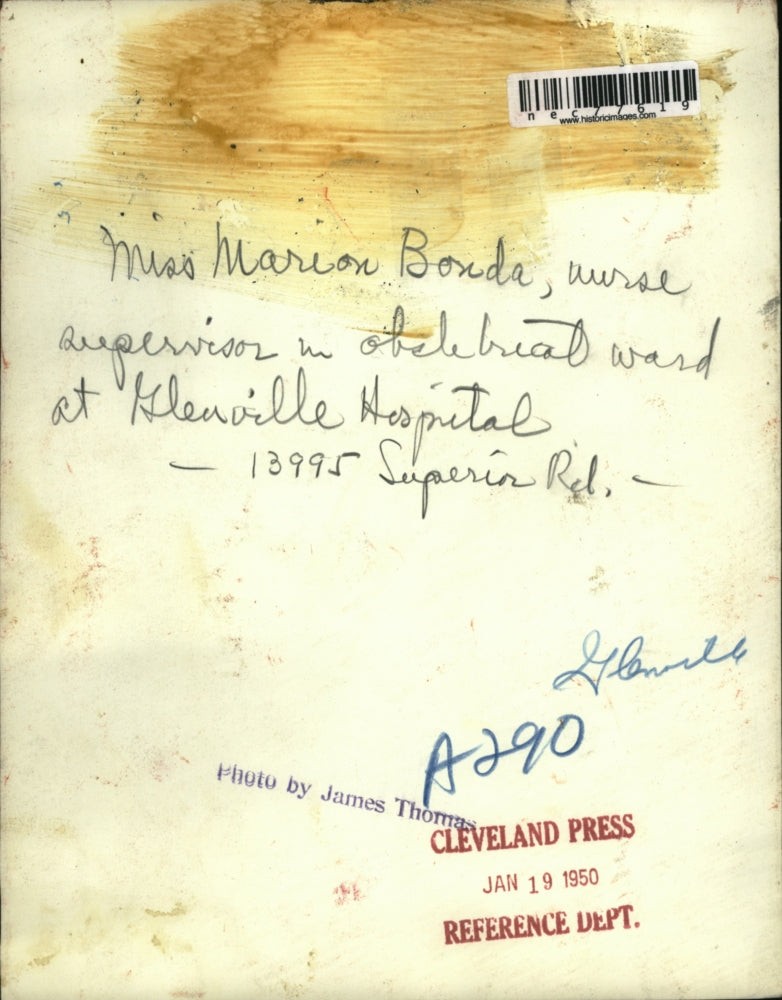 nec77619
www.historicimages.com
Miss Marion Bonda, nurse
supervisor in obstetrical ward
at Glenville Hospital
— 13995 Superior Rd. —
Glenville
A290
Photo by James Thomas
CLEVELAND PRESS
JAN 19 1950
REFERENCE DEPT.